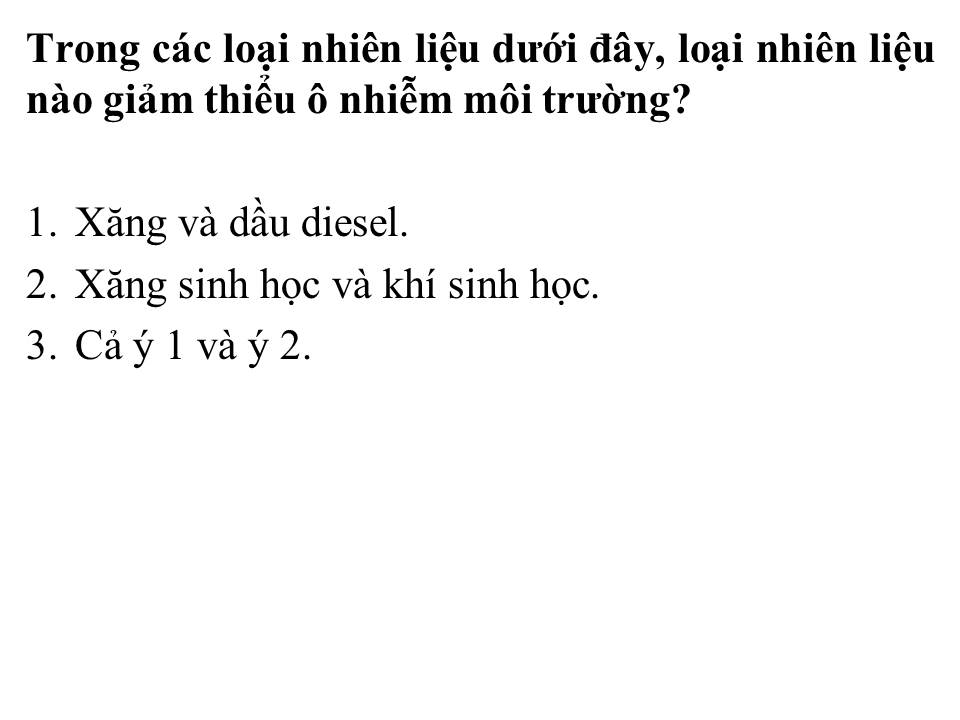 Trong các loại nhiên liệu dưới đây, loại nhiên liệu
nào giảm thiểu ô nhiễm môi trường?
1. Xăng và dầu diesel.
2. Xăng sinh học và khí sinh học.
3. Cả ý 1 và ý 2.